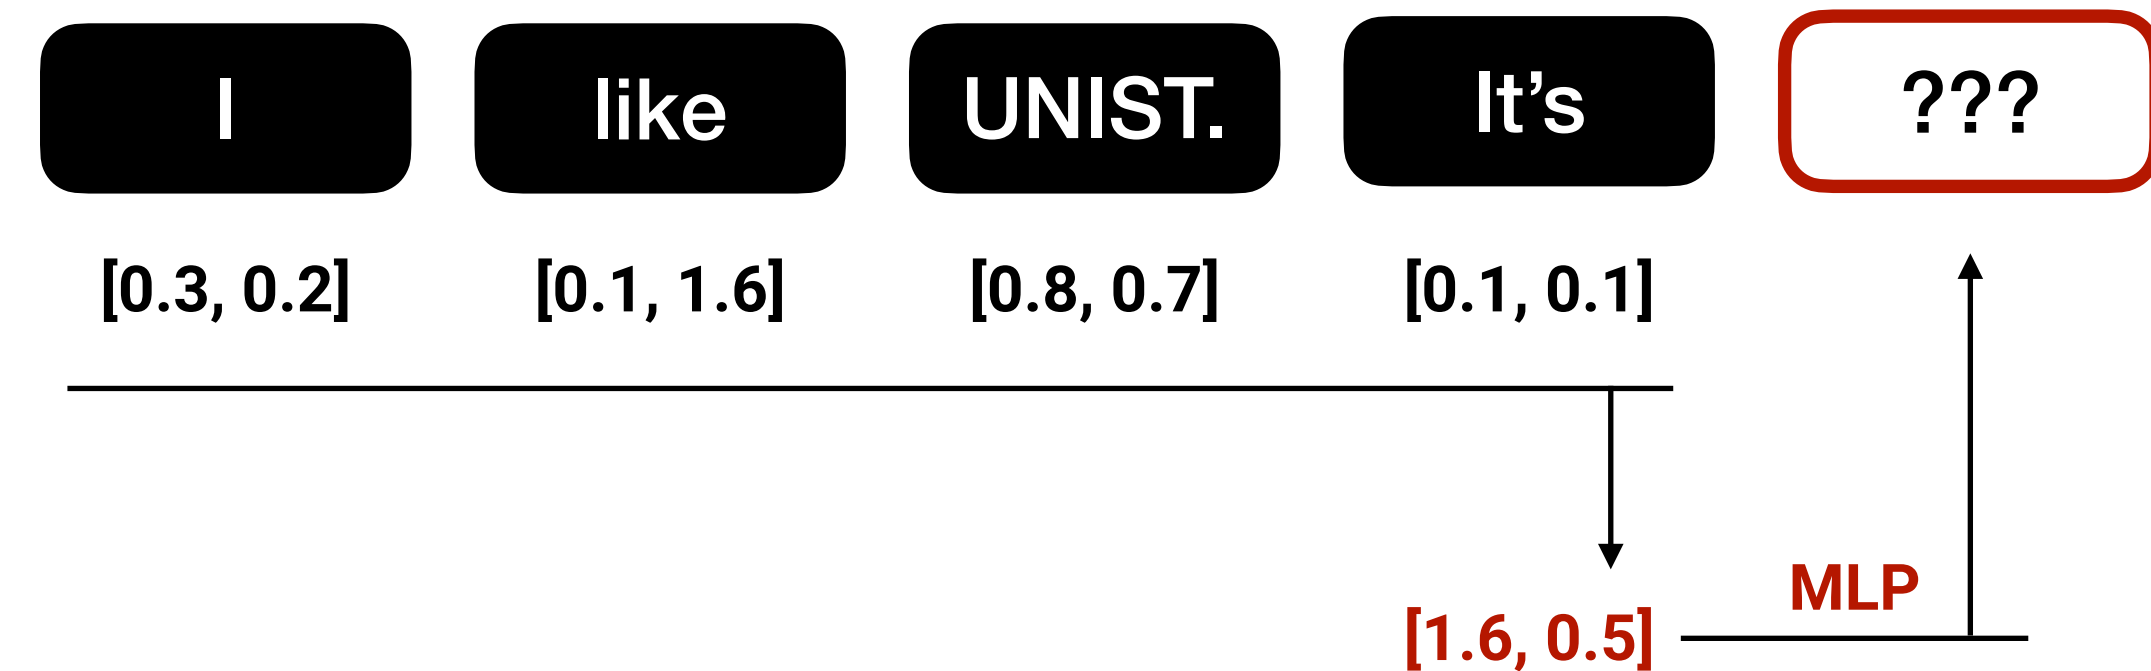 I like UNIST. It’s ???
[0.3, 0.2] [0.1, 1.6] [0.8, 0.7] [0.1, 0.1]
MLP
[1.6, 0.5]